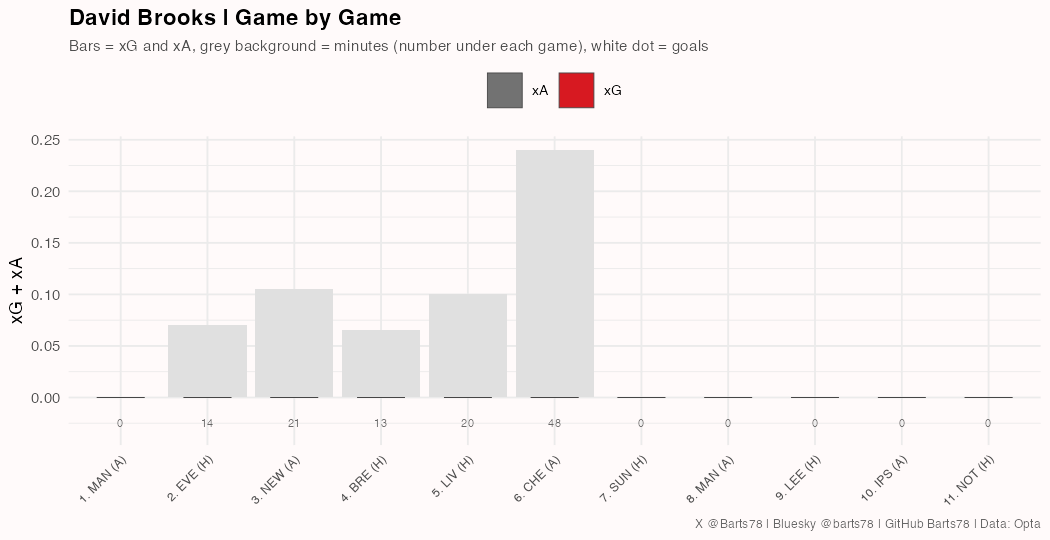 David Brooks | Game by Game
Bars = xG and xA, grey background = minutes (number under each game), white dot = goals
xA xG
xG + xA
0.25
0.20
0.15
0.10
0.05
0.00
0 14 21 13 20 48 0 0 0 0 0
1. MAN (A) 2. EVE (H) 3. NEW (A) 4. BRE (H) 5. LIV (H) 6. CHE (A) 7. SUN (H) 8. MAN (A) 9. LEE (H) 10. IPS (A) 11. NOT (H)
X @Barts78 | Bluesky @barts78 | GitHub Barts78 | Data: Opta